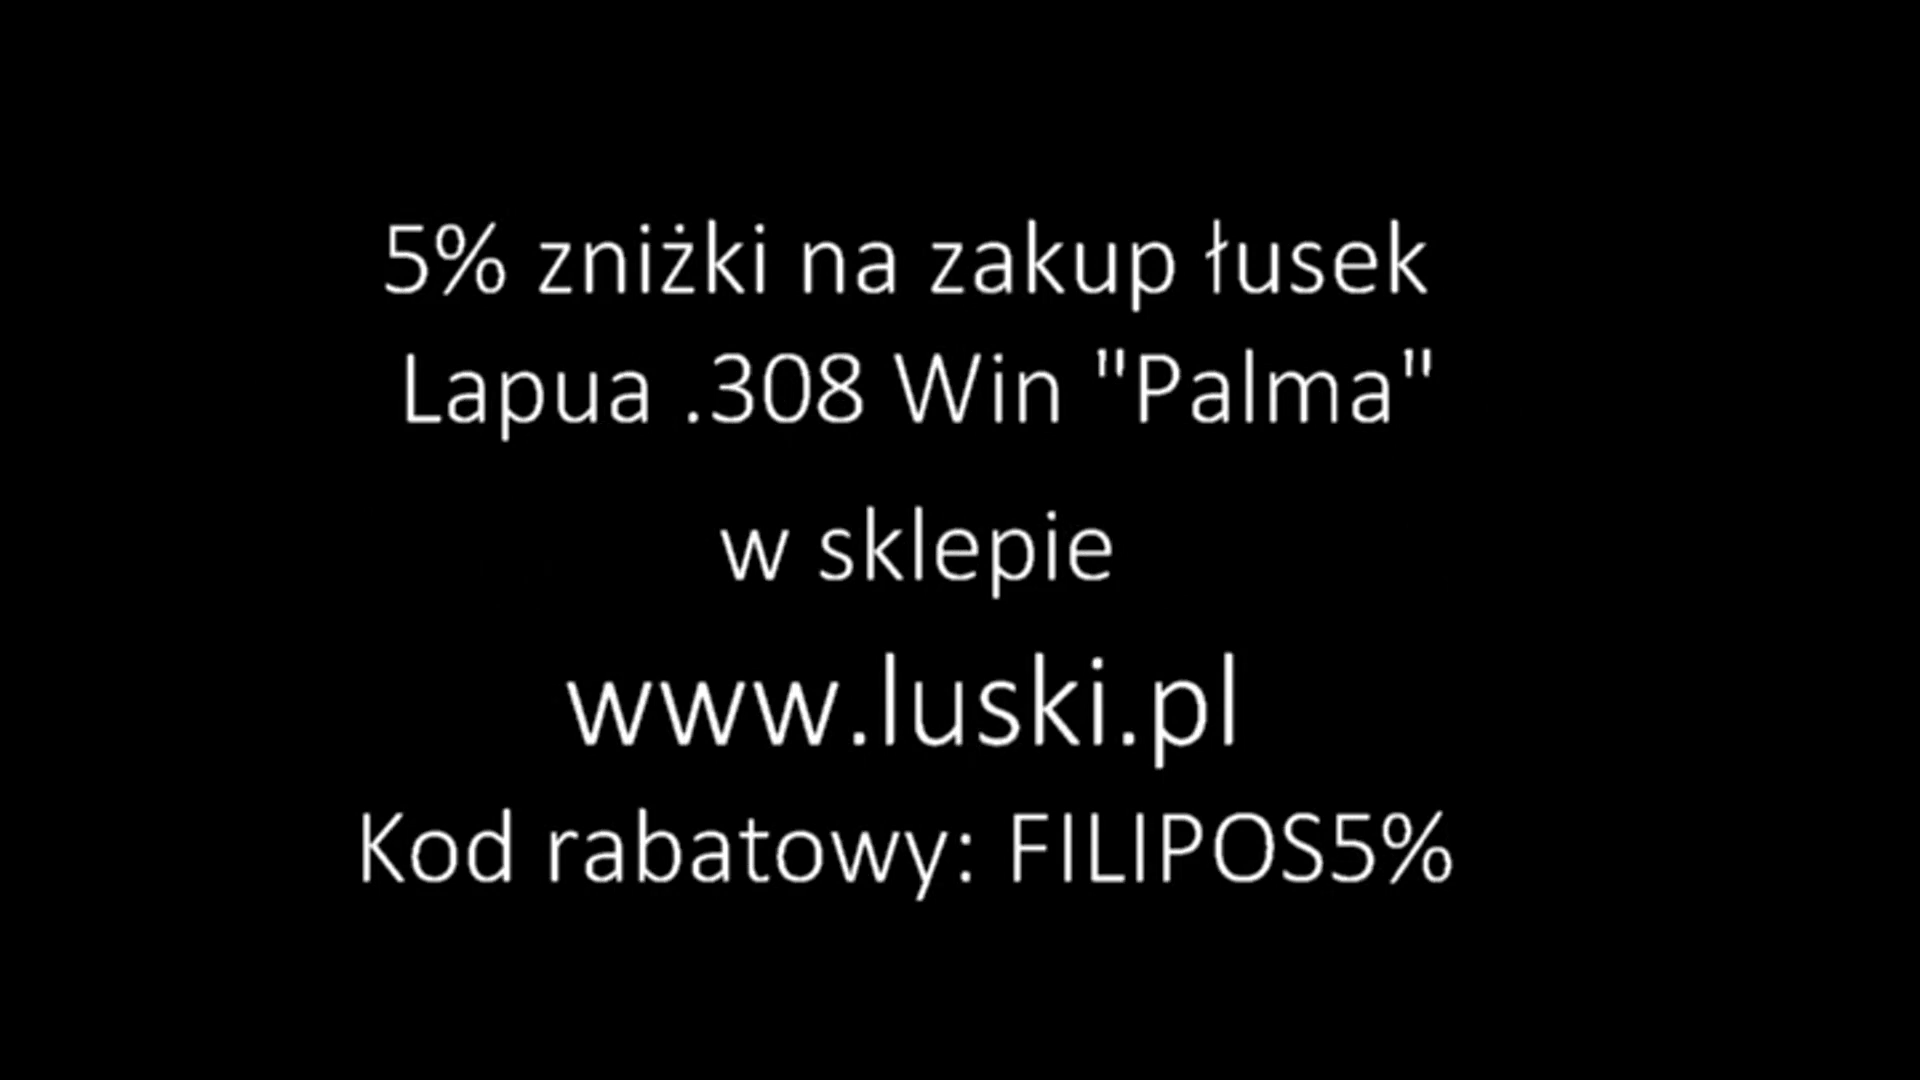 5% zniżki na zakup łusek
Lapua .308 Win "Palma"
w sklepie
www.luski.pl
Kod rabatowy: FILIPOS5%